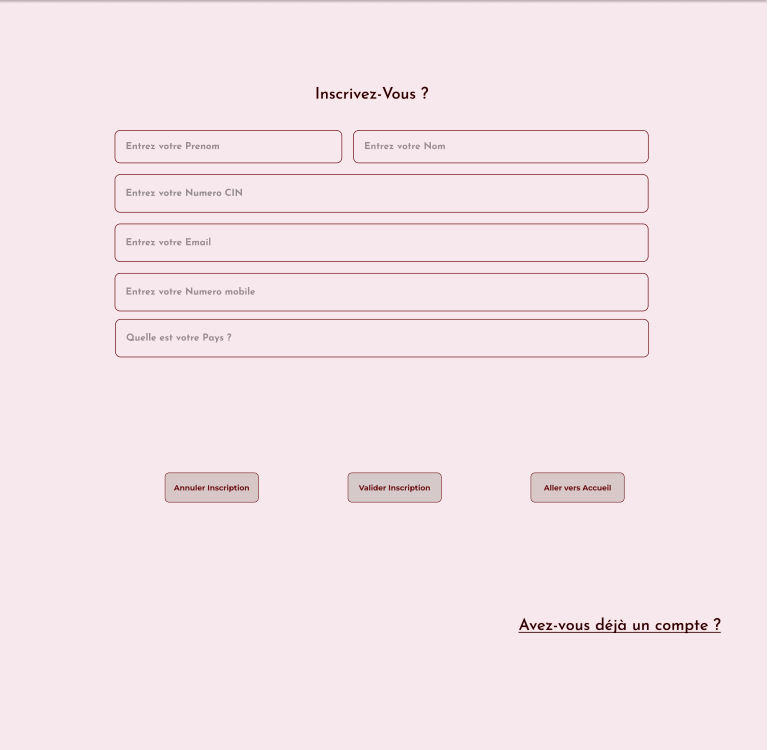 Inscrivez-Vous ?
Entrez votre Prenom
Entrez votre Nom
Entrez votre Numero CIN
Entrez votre Email
Entrez votre Numero mobile
Quelle est votre Pays ?
Annuler Inscription
Valider Inscription
Aller vers Accueil
Avez-vous déjà un compte ?